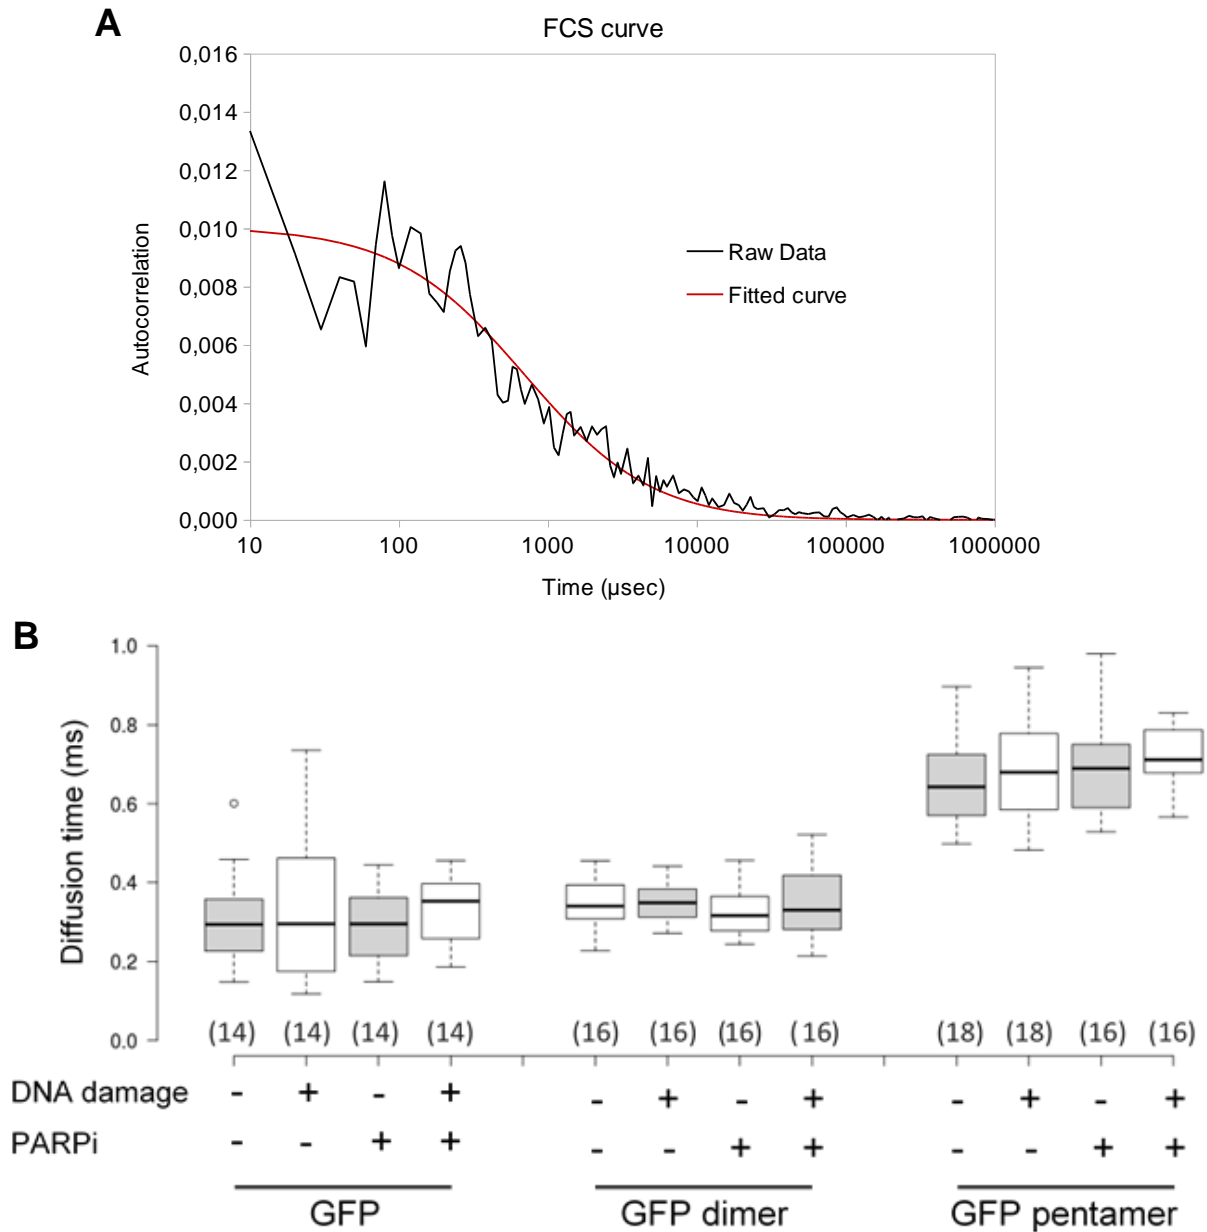 A
FCS curve
0,016
0,014
0,012
0,010
0,008
0,006
0,004
0,002
0,000
Autocorrelation
Raw Data
Fitted curve
10 100 1000 10000 100000 1000000
Time (µsec)
B
1.0
0.8
0.6
0.4
0.2
0.0
Diffusion time (ms)
(14) (14) (14) (14) (16) (16) (16) (16) (18) (18) (16) (16)
DNA damage - + - + - + - + - + - +
PARPi - - + + - - + + - - + +
GFP GFP dimer GFP pentamer